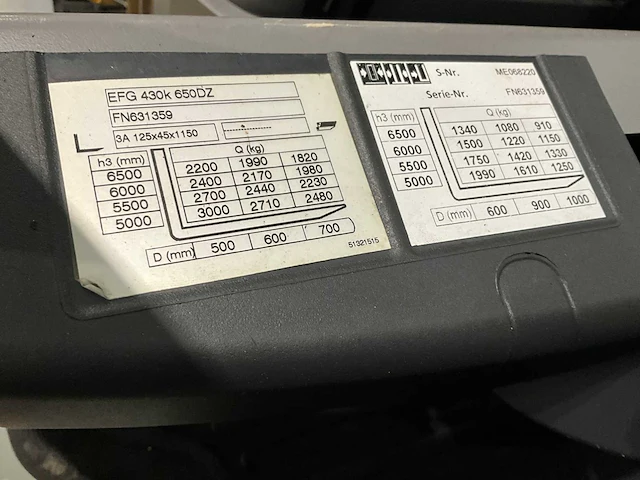 EFG 430k 650DZ
FN631359
3A 125x45x1150
h3 (mm) Q (kg)
6500 2200 1990 1820
6000 2400 2170 1980
5500 2700 2440 2230
5000 3000 2710 2480
D (mm) 500 600 700
51321515
S-Nr. ME068220
Serie-Nr. FN631359
h3 (mm) Q (kg)
6500 1340 1080 910
6000 1500 1220 1150
5500 1750 1420 1330
5000 1990 1610 1250
D (mm) 600 900 1000